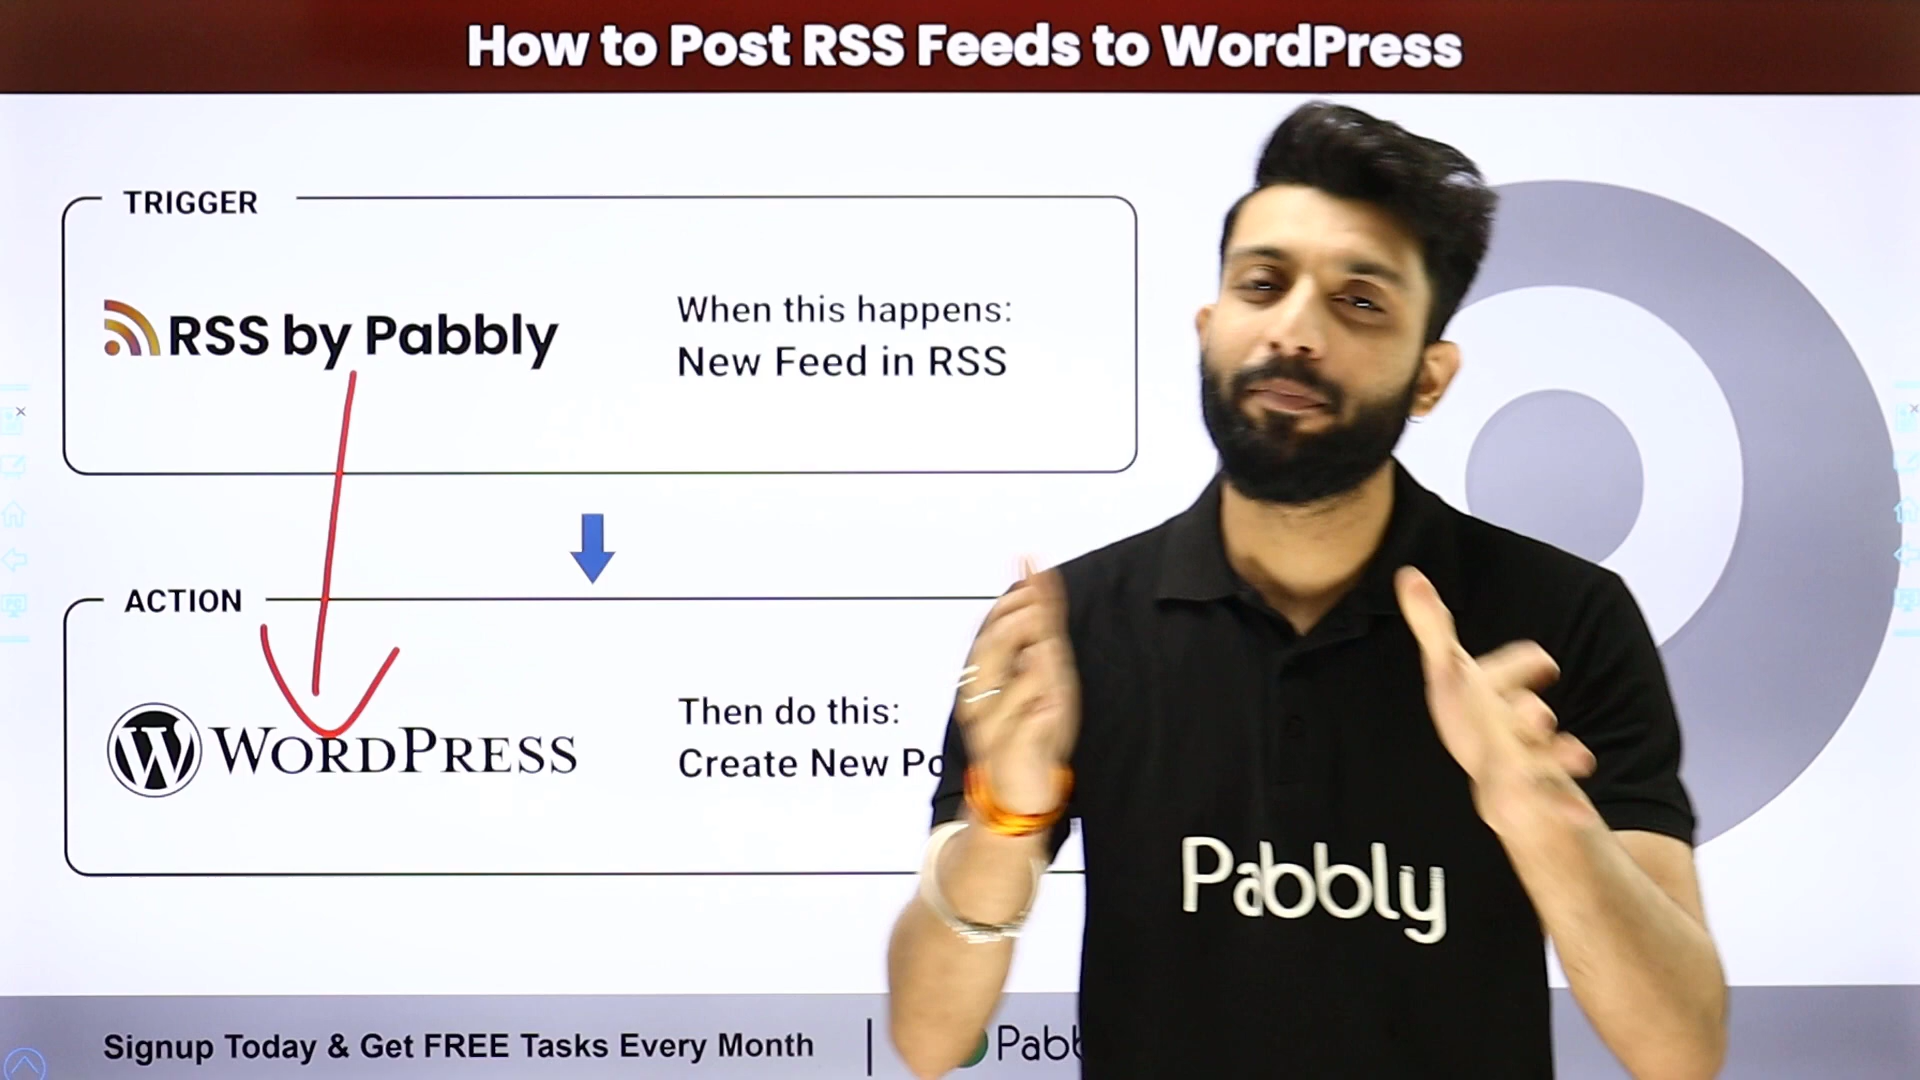 How to Post RSS Feeds to WordPress
TRIGGER
RSS by Pabbly
When this happens:
New Feed in RSS
ACTION
WORDPRESS
Then do this:
Create New
Pabbly
Signup Today & Get FREE Tasks Every Month